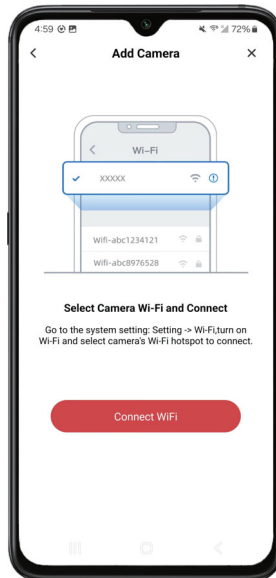 4:59 72%
Add Camera
Wi-Fi
XXXXX
Wifi-abc1234121
Wifi-abc8976528
Select Camera Wi-Fi and Connect
Go to the system setting: Setting -> Wi-Fi,turn on
Wi-Fi and select camera's Wi-Fi hotspot to connect.
Connect WiFi